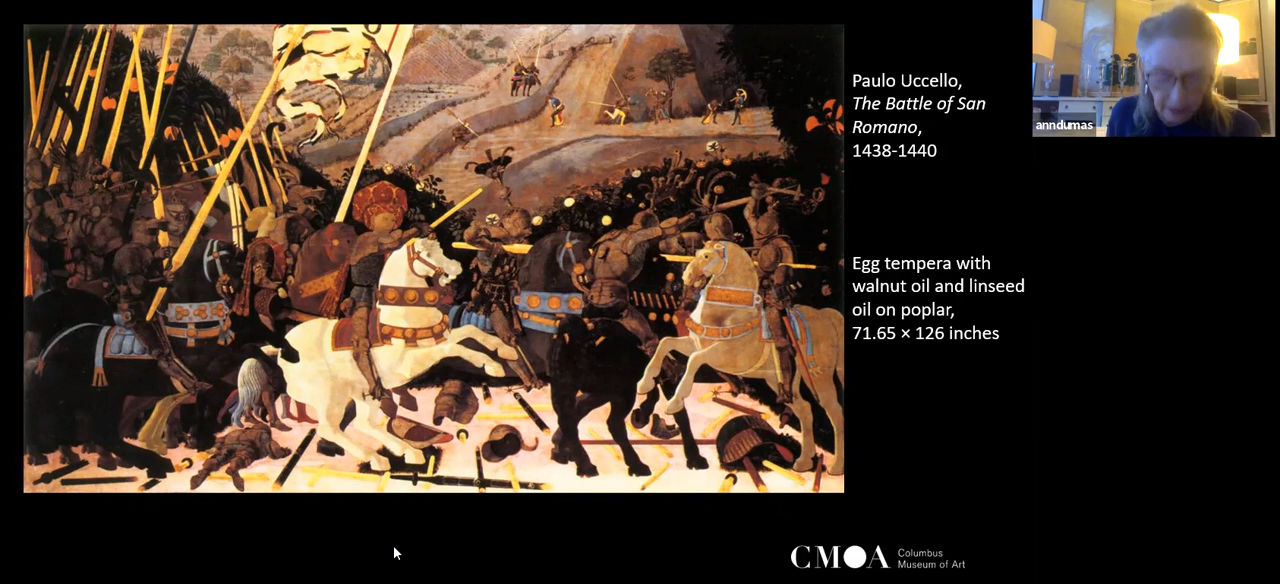 Paulo Uccello,
The Battle of San
Romano,
1438-1440
Egg tempera with
walnut oil and linseed
oil on poplar,
71.65 × 126 inches
anndumas
CMOA
Columbus
Museum of Art